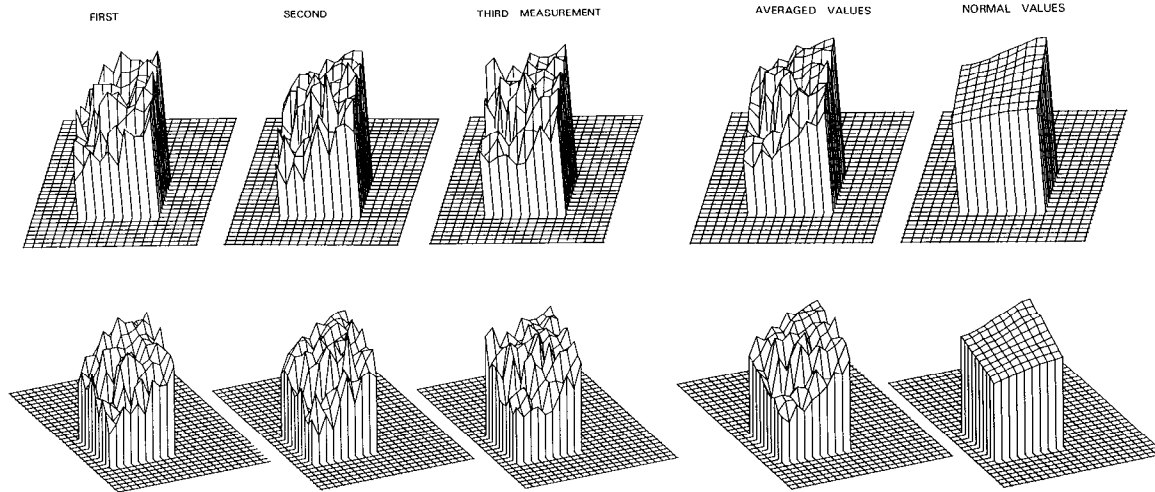 FIRST
SECOND
THIRD MEASUREMENT
AVERAGED VALUES
NORMAL VALUES